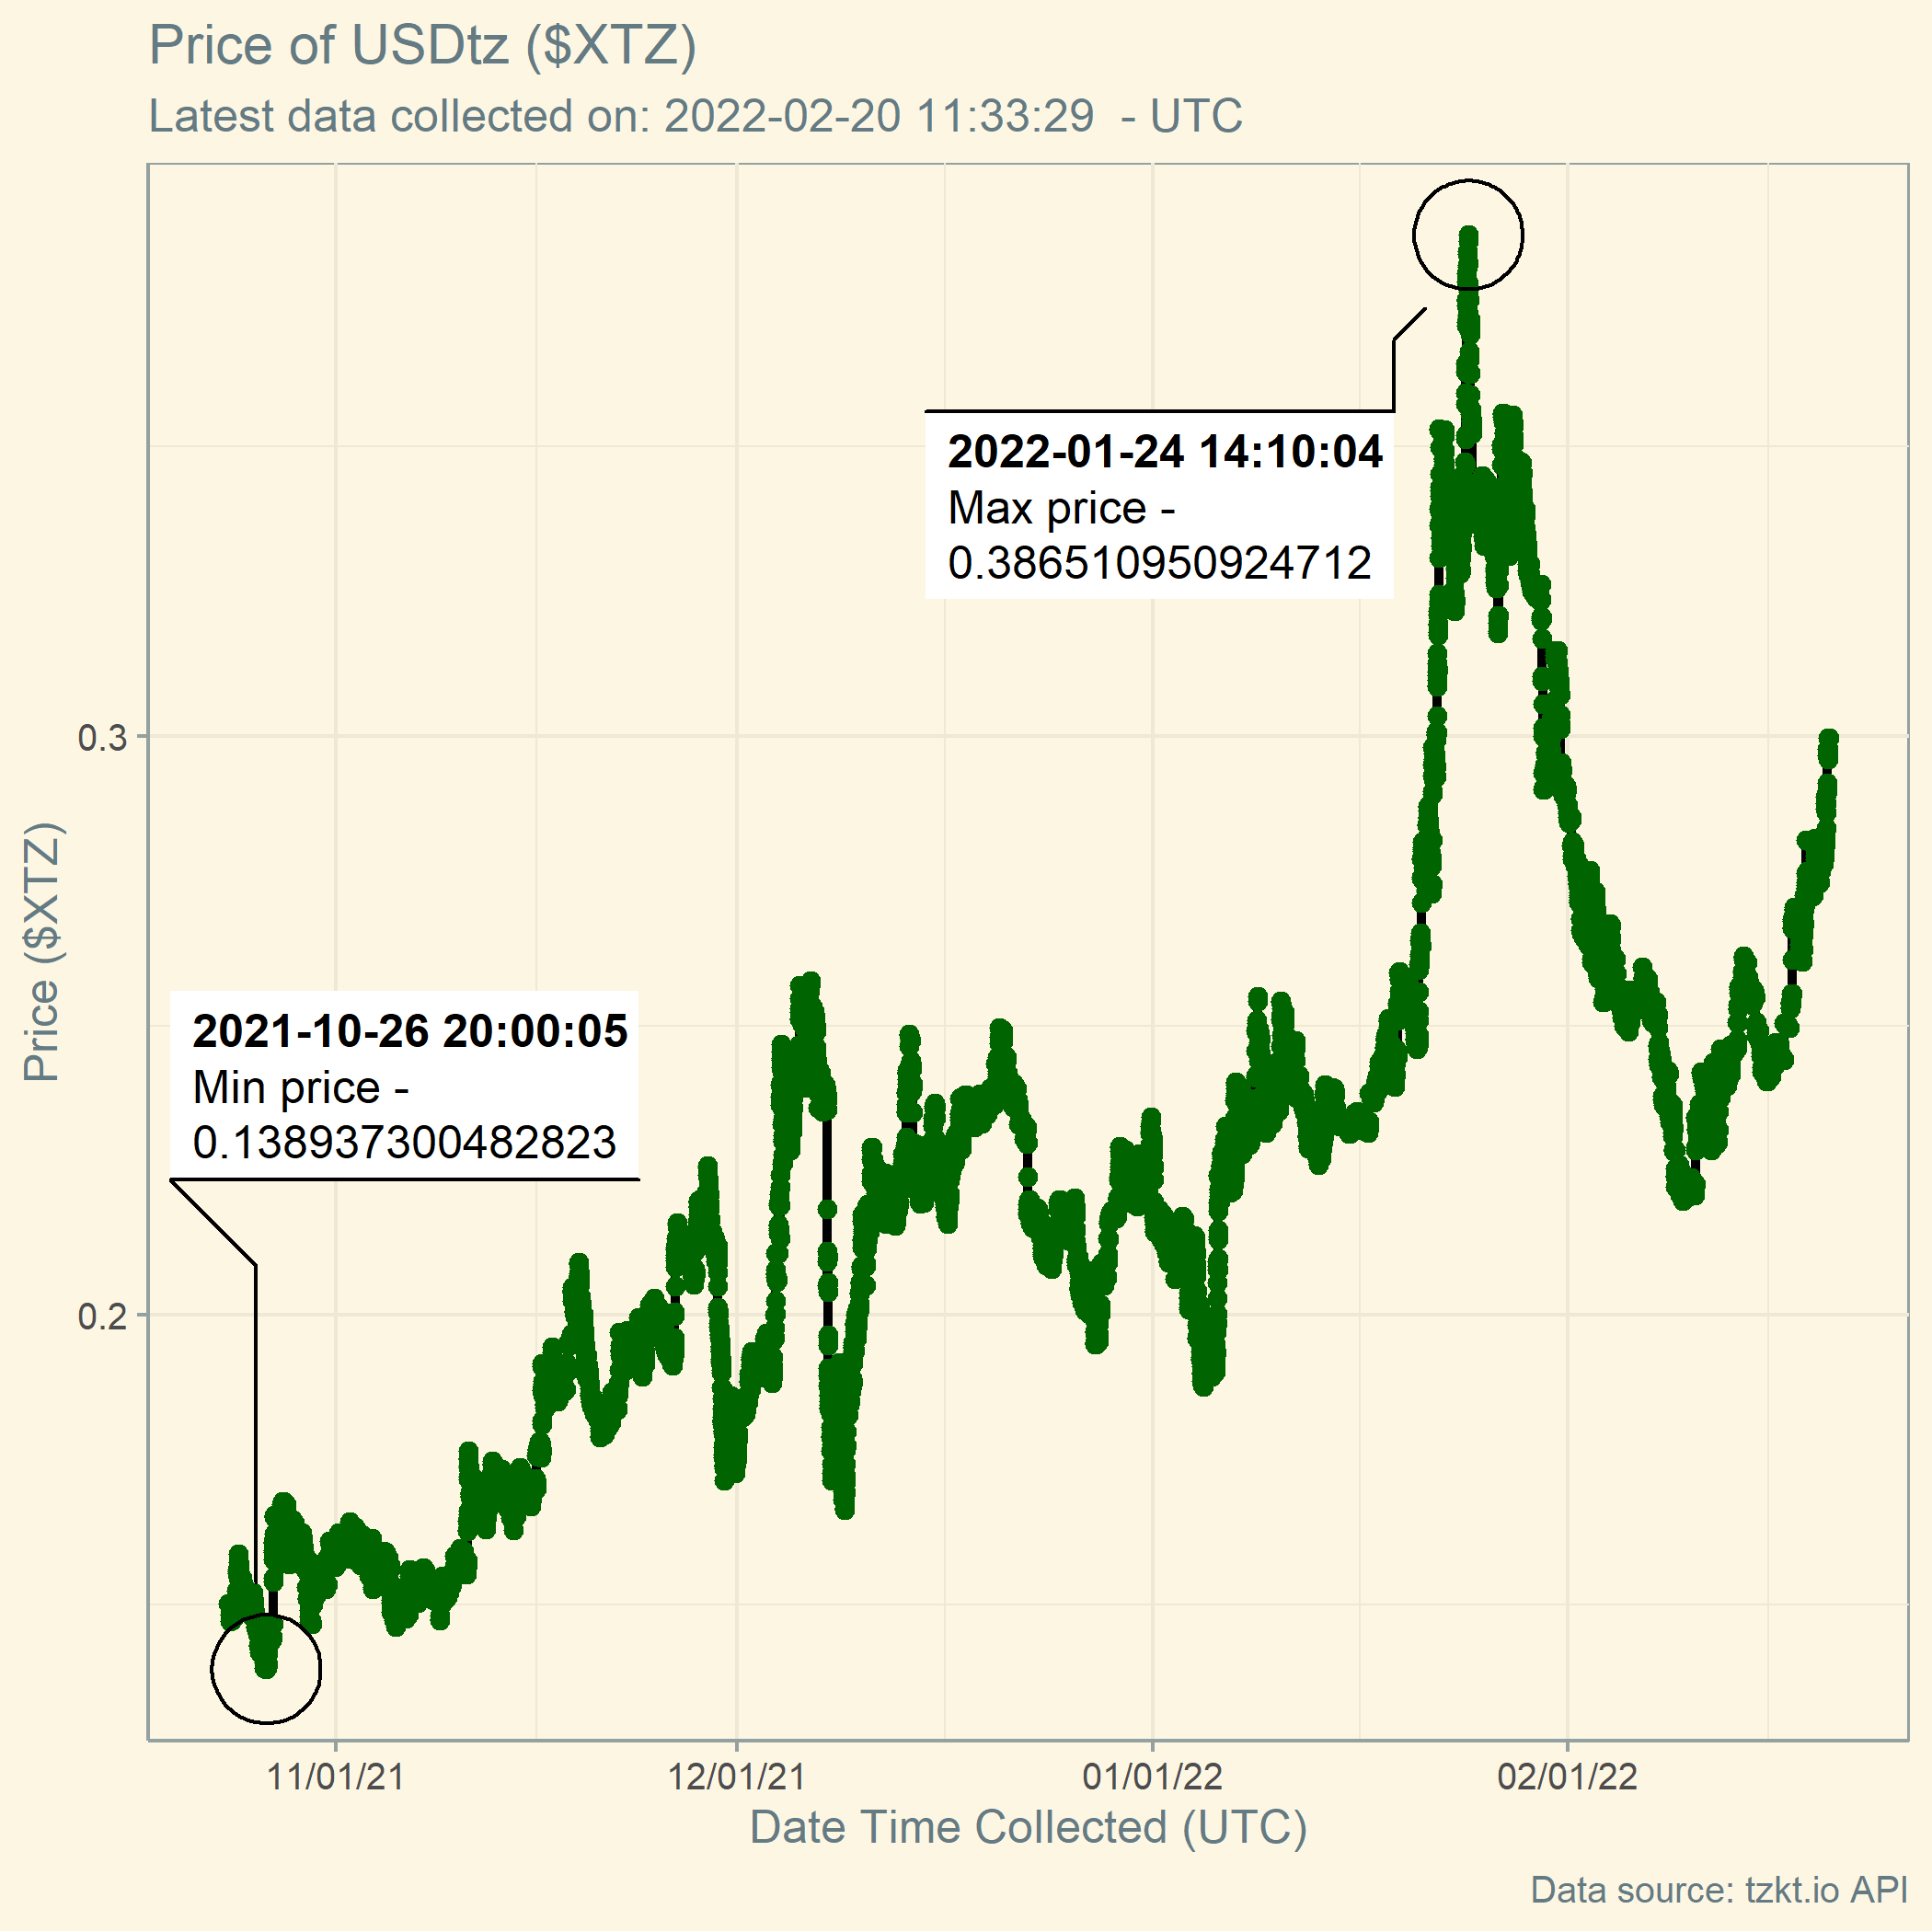 Price of USDtz ($XTZ)
Latest data collected on: 2022-02-20 11:33:29  - UTC
2022-01-24 14:10:04
Max price -
0.386510950924712
0.3
Price ($XTZ)
2021-10-26 20:00:05
Min price -
0.138937300482823
0.2
11/01/21
12/01/21
01/01/22
02/01/22
Date Time Collected (UTC)
Data source: tzkt.io API